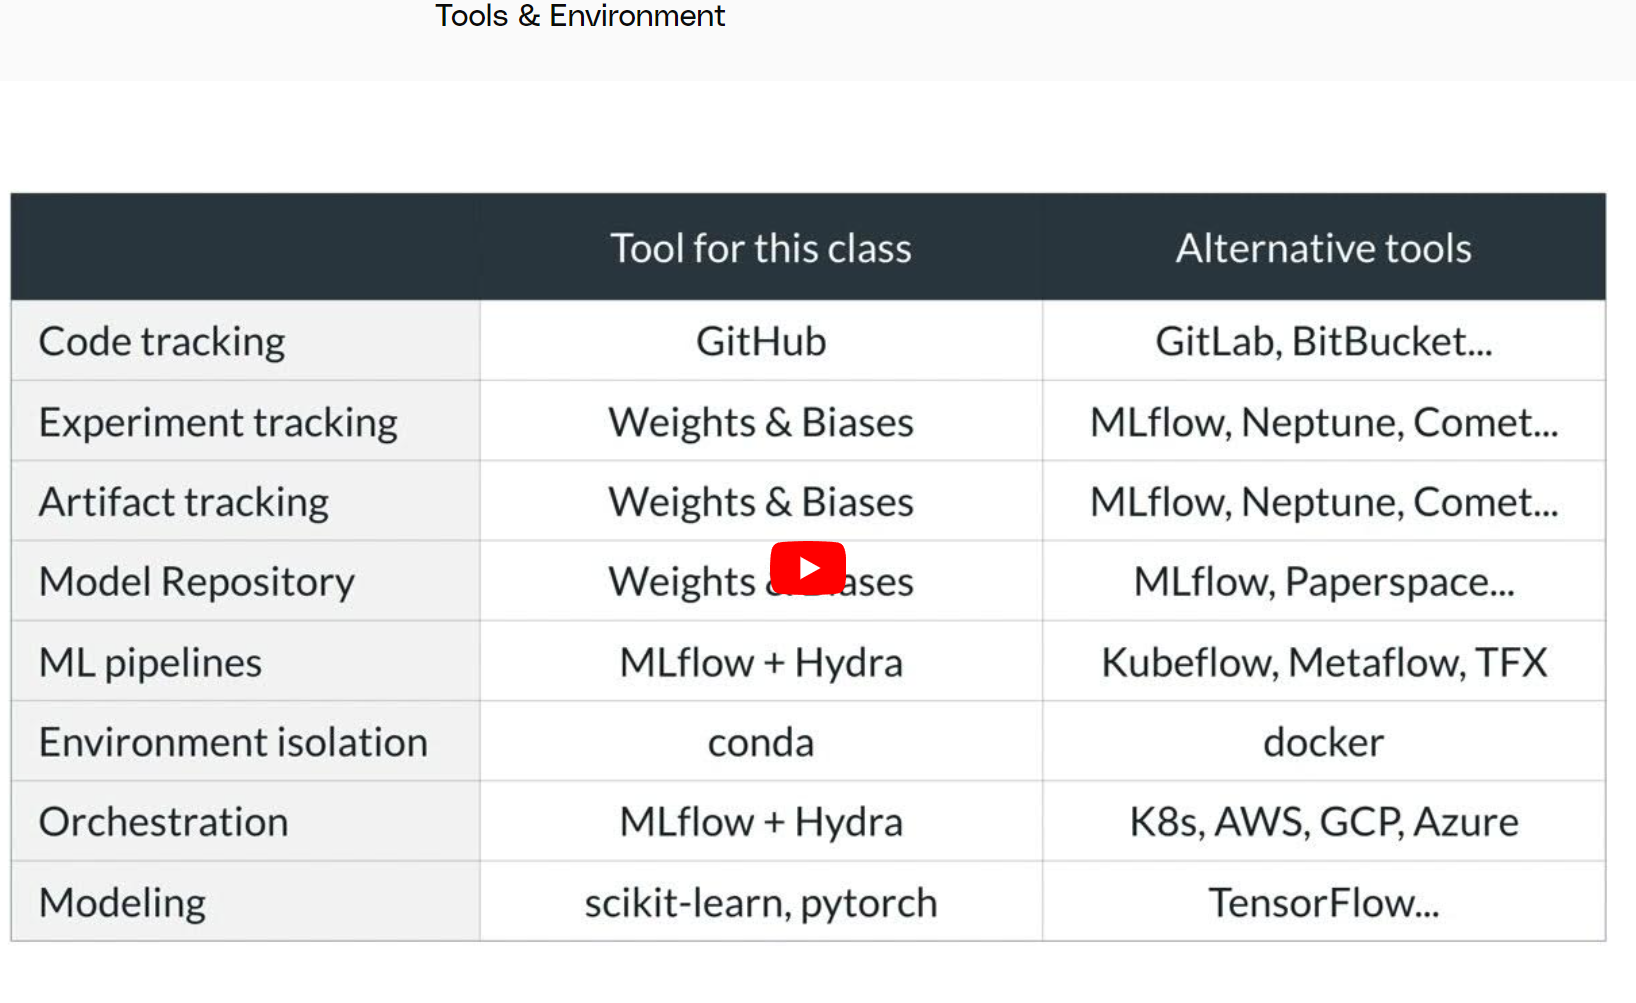 Tools & Environment
Tool for this class
Alternative tools
Code tracking
GitHub
GitLab, BitBucket...
Experiment tracking
Weights & Biases
MLflow, Neptune, Comet...
Artifact tracking
Weights & Biases
MLflow, Neptune, Comet...
Model Repository
Weights
MLflow, Paperspace...
ML pipelines
MLflow + Hydra
Kubeflow, Metaflow, TFX
Environment isolation
conda
docker
Orchestration
MLflow + Hydra
K8s, AWS, GCP, Azure
Modeling
scikit-learn, pytorch
TensorFlow...